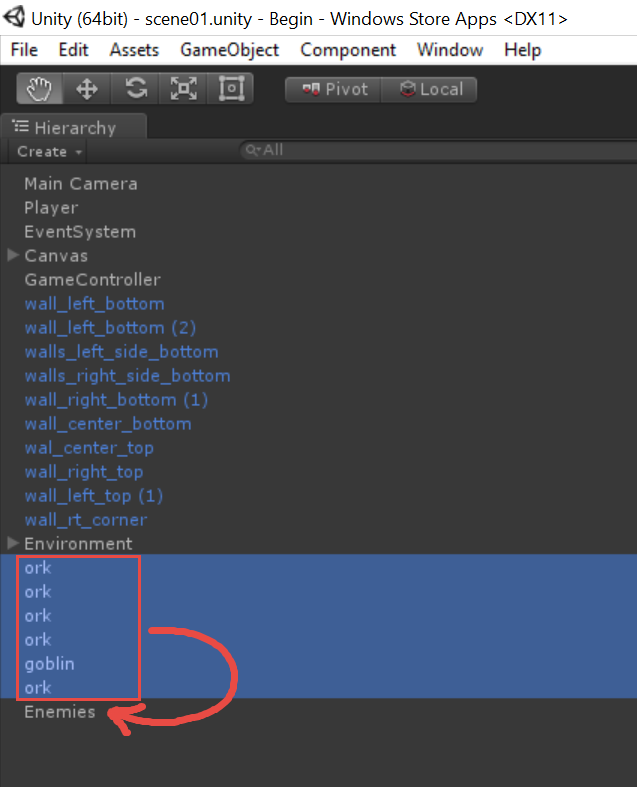 Unity (64bit) - scene01.unity - Begin - Windows Store Apps <DX11>
File Edit Assets GameObject Component Window Help
Pivot Local
Hierarchy
Create All
Main Camera
Player
EventSystem
Canvas
GameController
wall_left_bottom
wall_left_bottom (2)
walls_left_side_bottom
walls_right_side_bottom
wall_right_bottom (1)
wall_center_bottom
wal_center_top
wall_right_top
wall_left_top (1)
wall_rt_corner
Environment
ork
ork
ork
ork
goblin
ork
Enemies